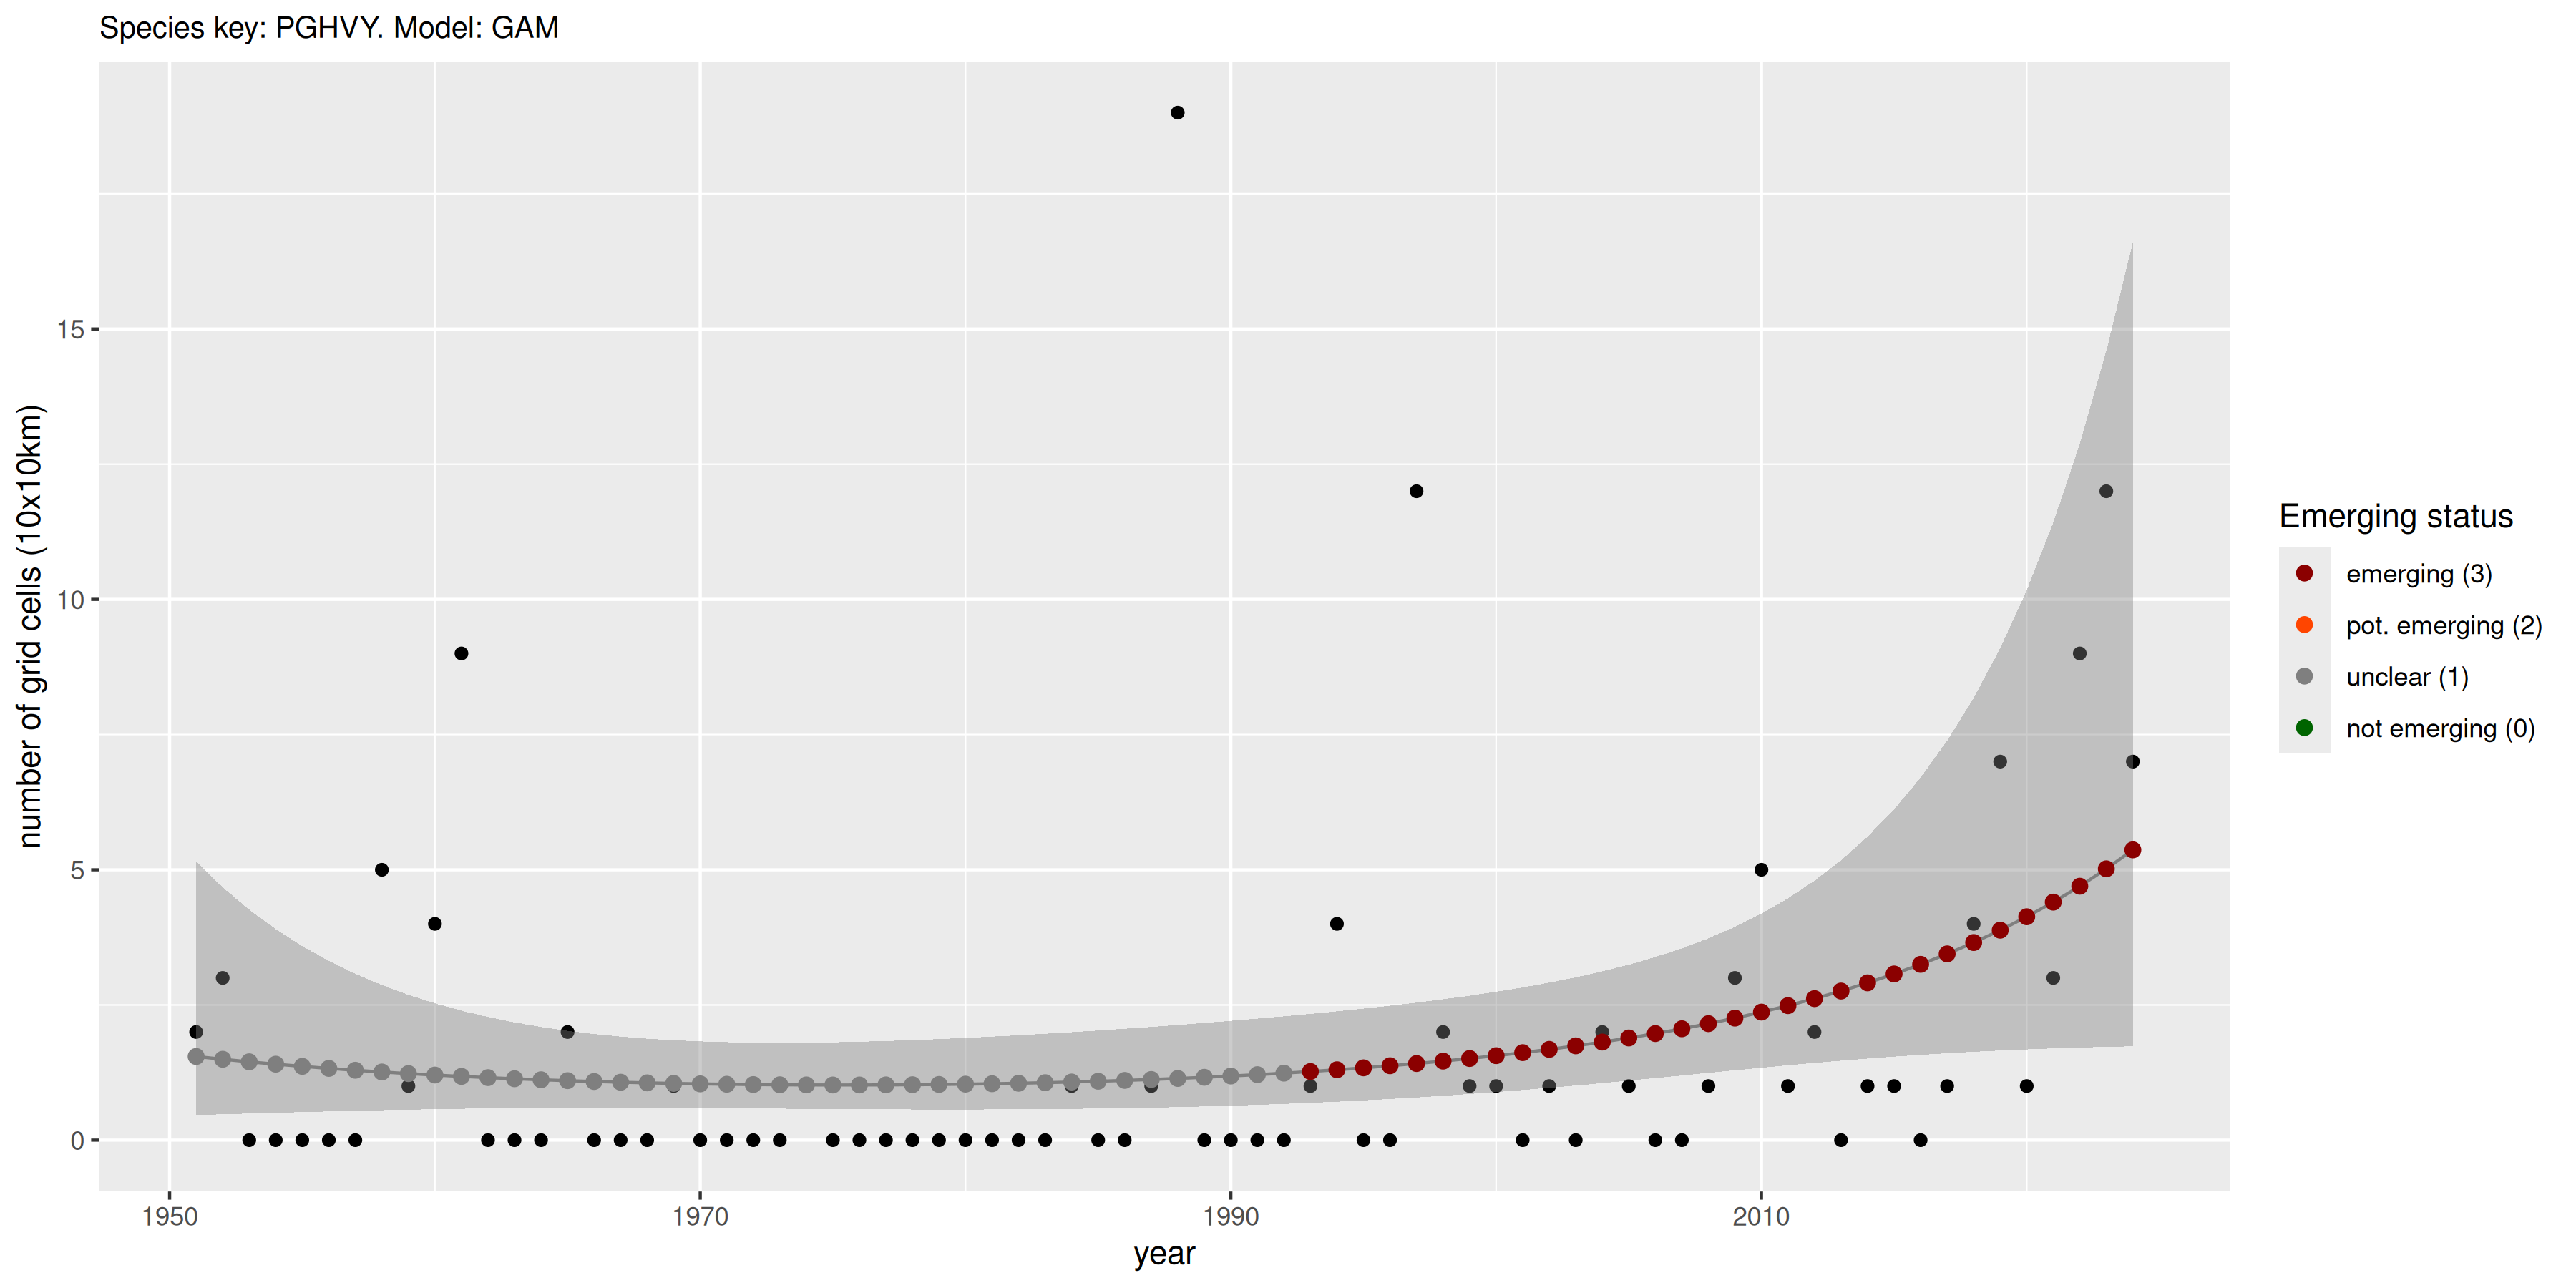 Species key: PGHVY. Model: GAM
number of grid cells (10x10km)
15
10
5
0
1950
1970
1990
2010
year
Emerging status
emerging (3)
pot. emerging (2)
unclear (1)
not emerging (0)